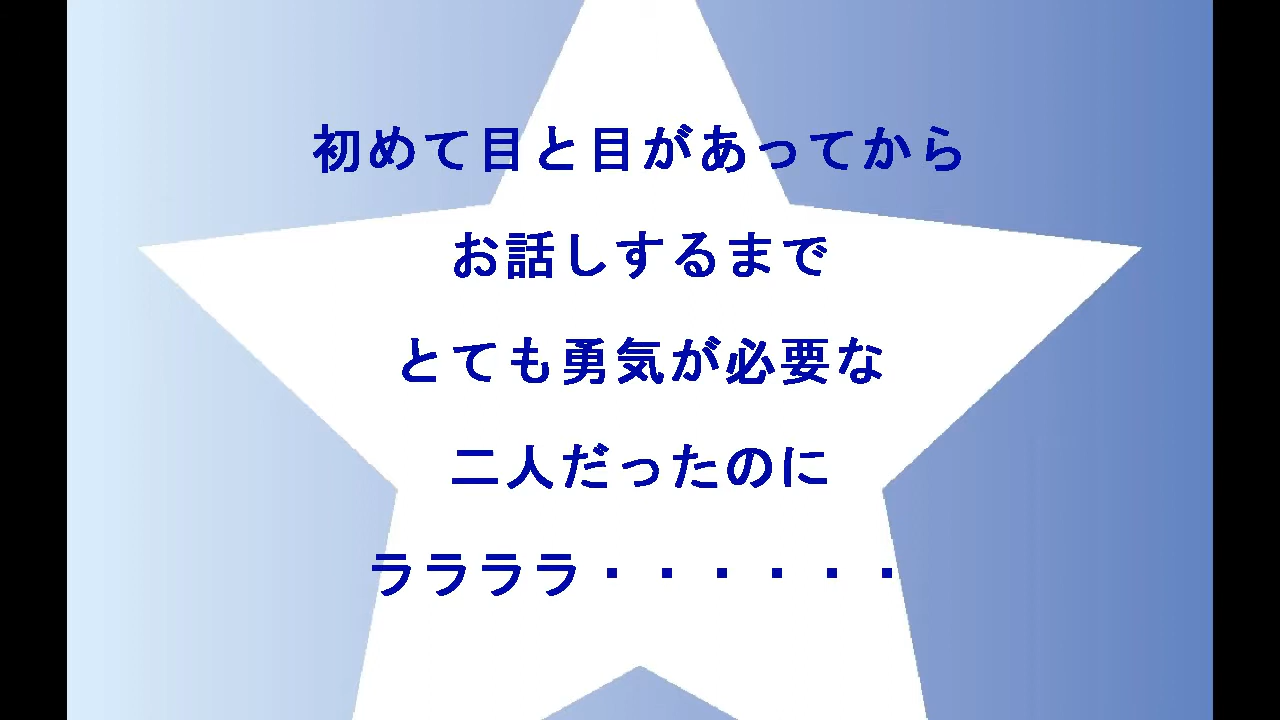 初めて目と目があってから
お話しするまで
とても勇気が必要な
二人だったのに
ララララ・・・・・・